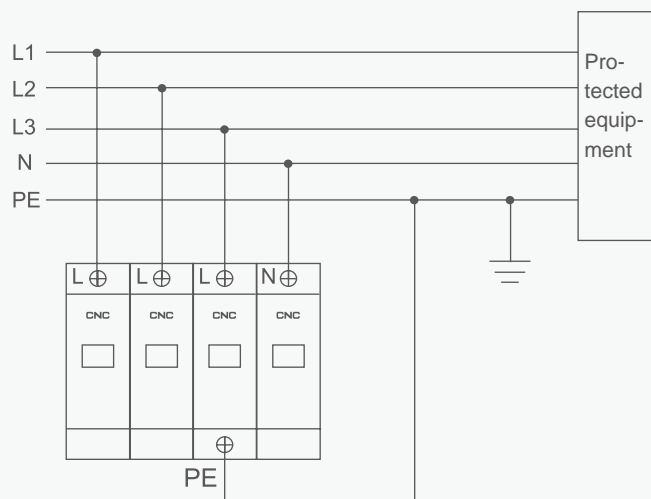 L1
L2
L3
N
PE
Pro-
tected
equip-
ment
L L L N
CNC CNC CNC CNC
PE